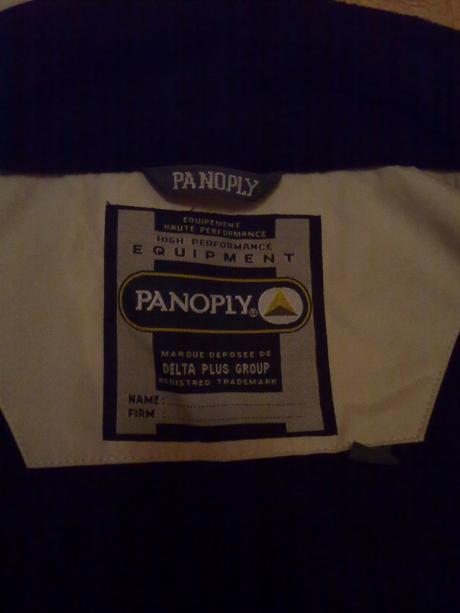 PANOPLY
EQUIPEMENT
HAUTE PERFORMANCE
HIGH PERFORMANCE
EQUIPMENT
PANOPLY®
MARQUE DEPOSEE DE
DELTA PLUS GROUP
REGISTRED TRADEMARK
NAME:
FIRM: